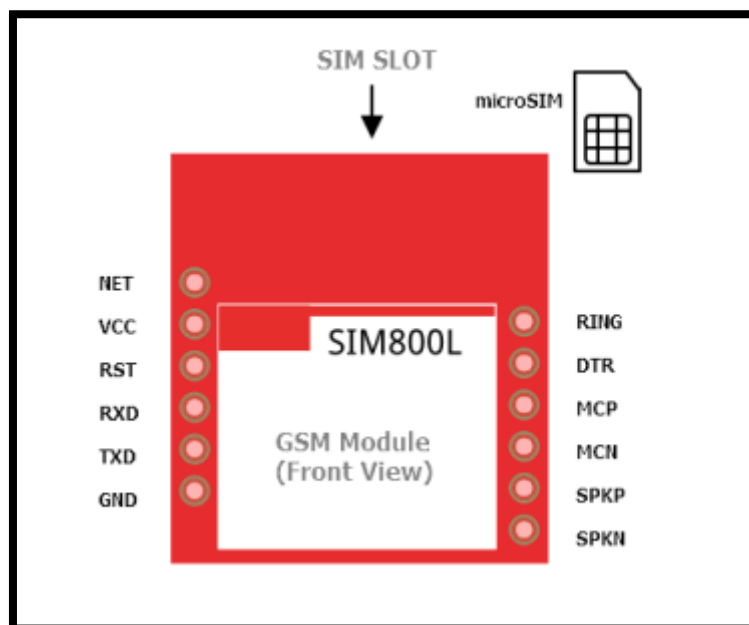 SIM SLOT
microSIM
NET
VCC
RST
RXD
TXD
GND
SIM800L
GSM Module
(Front View)
RING
DTR
MCP
MCN
SPKP
SPKN